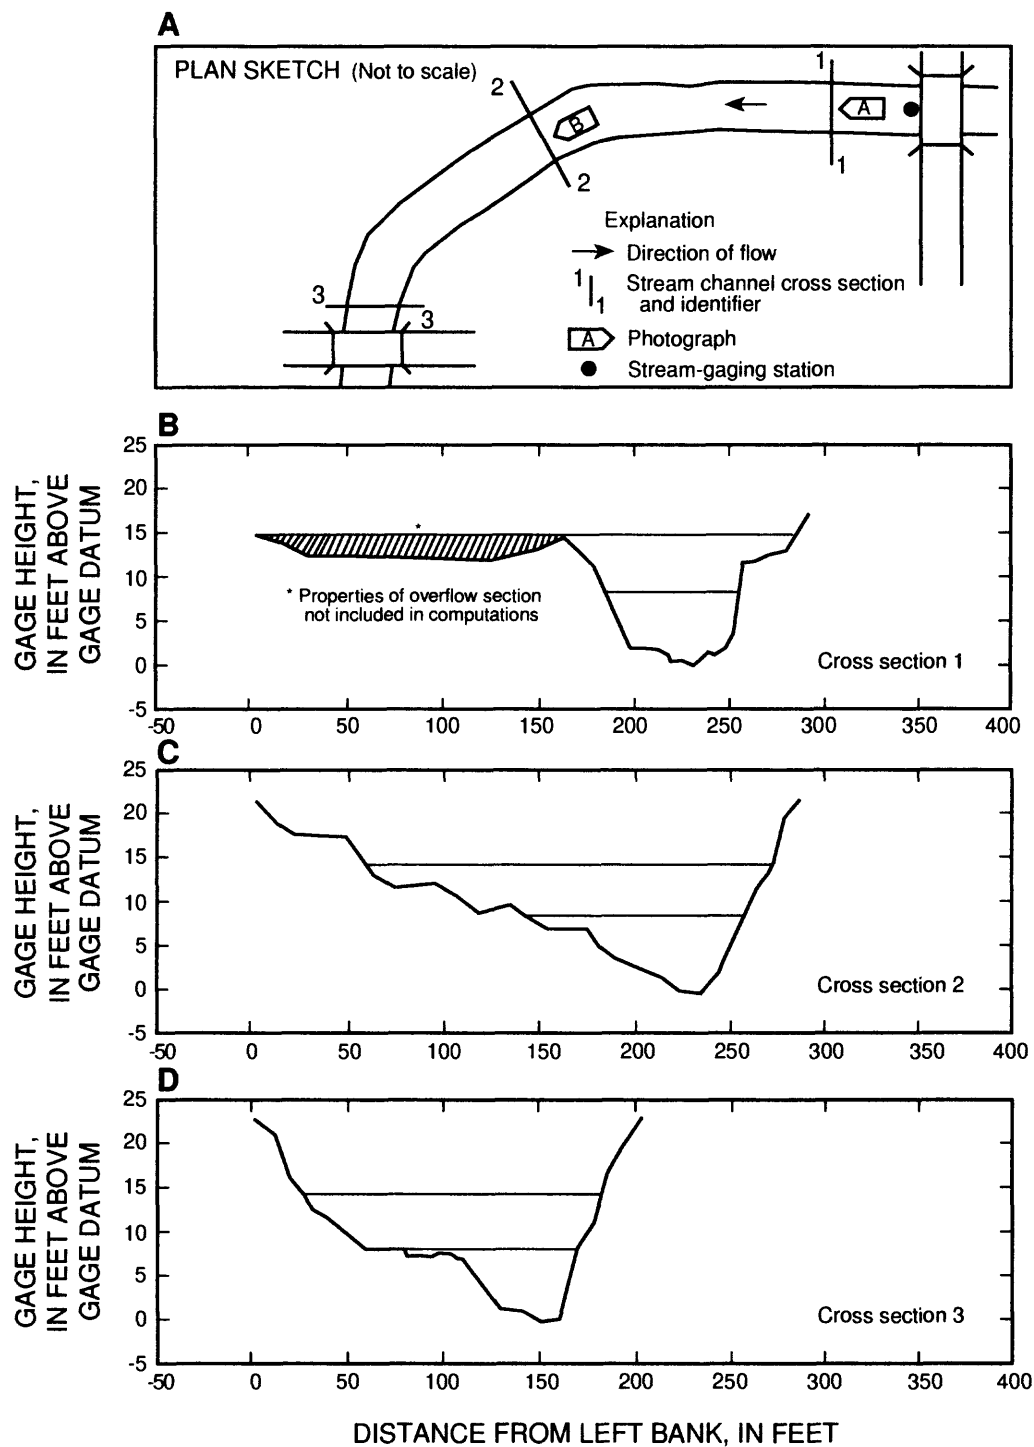 A
PLAN SKETCH (Not to scale)
1
2
A
B
1
2
Explanation
Direction of flow
3
1
1
Stream channel cross section
and identifier
3
A
Photograph
Stream-gaging station
B
25
20
15
10
5
0
-5
GAGE HEIGHT,
IN FEET ABOVE
GAGE DATUM
*
* Properties of overflow section
not included in computations
Cross section 1
-50 0 50 100 150 200 250 300 350 400
C
25
20
15
10
5
0
-5
GAGE HEIGHT,
IN FEET ABOVE
GAGE DATUM
Cross section 2
-50 0 50 100 150 200 250 300 350 400
D
25
20
15
10
5
0
-5
GAGE HEIGHT,
IN FEET ABOVE
GAGE DATUM
Cross section 3
-50 0 50 100 150 200 250 300 350 400
DISTANCE FROM LEFT BANK, IN FEET